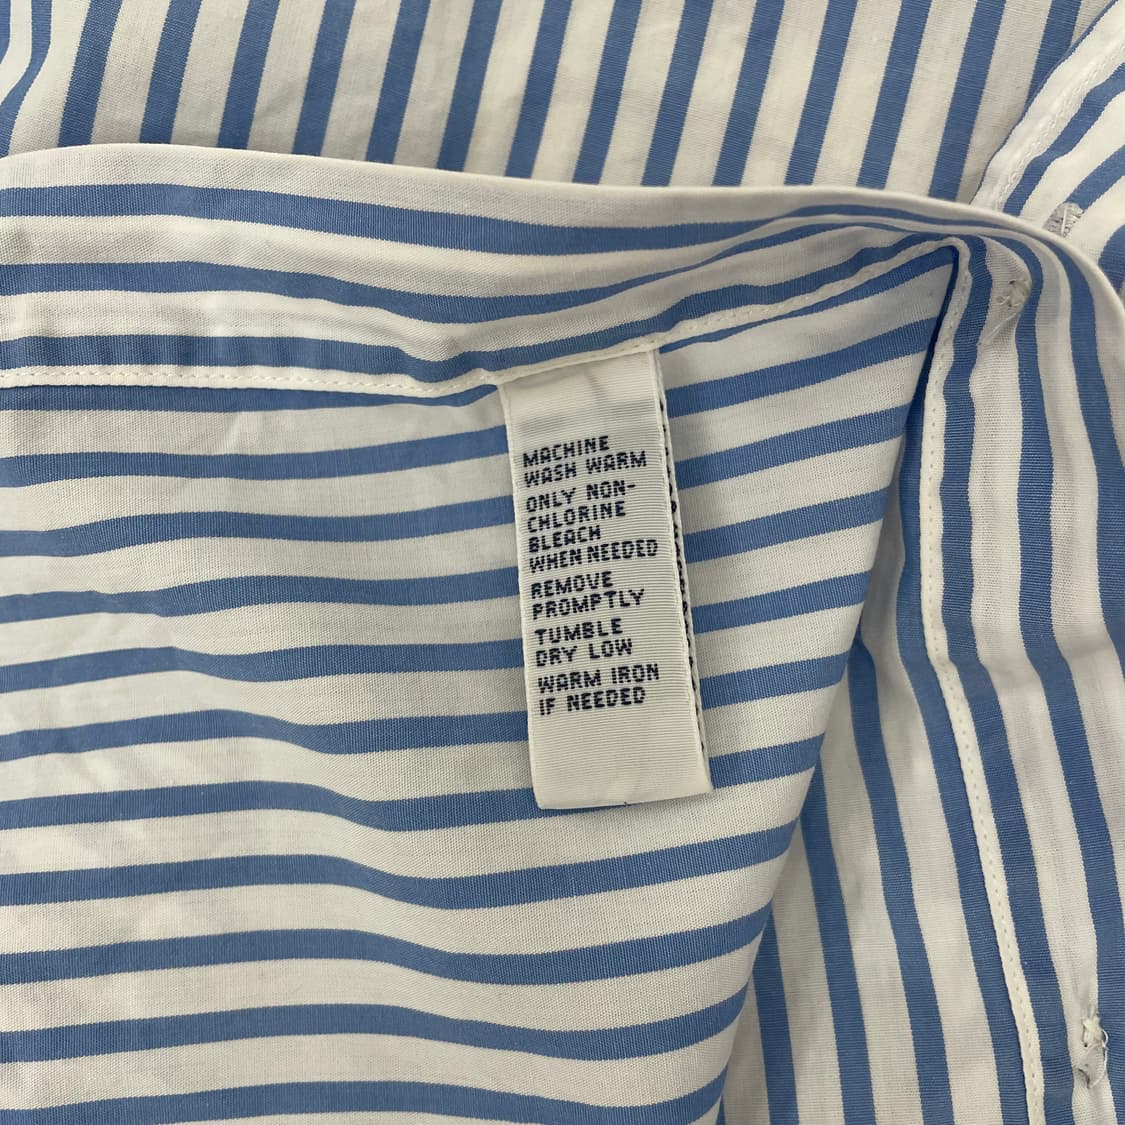 MACHINE
WASH WARM
ONLY NON-
CHLORINE
BLEACH
WHEN NEEDED
REMOVE
PROMPTLY
TUMBLE
DRY LOW
WARM IRON
IF NEEDED